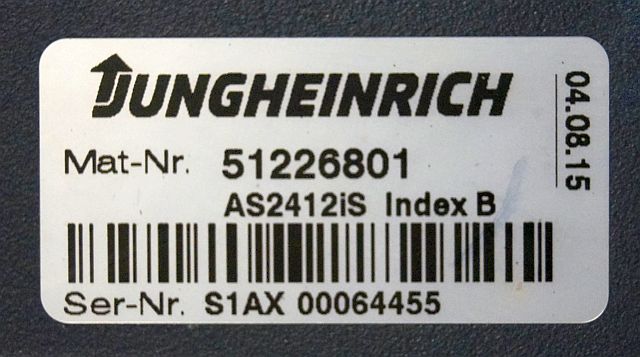 JUNGHEINRICH
Mat-Nr. 51226801
AS2412iS Index B
Ser-Nr. S1AX 00064455
04.08.15